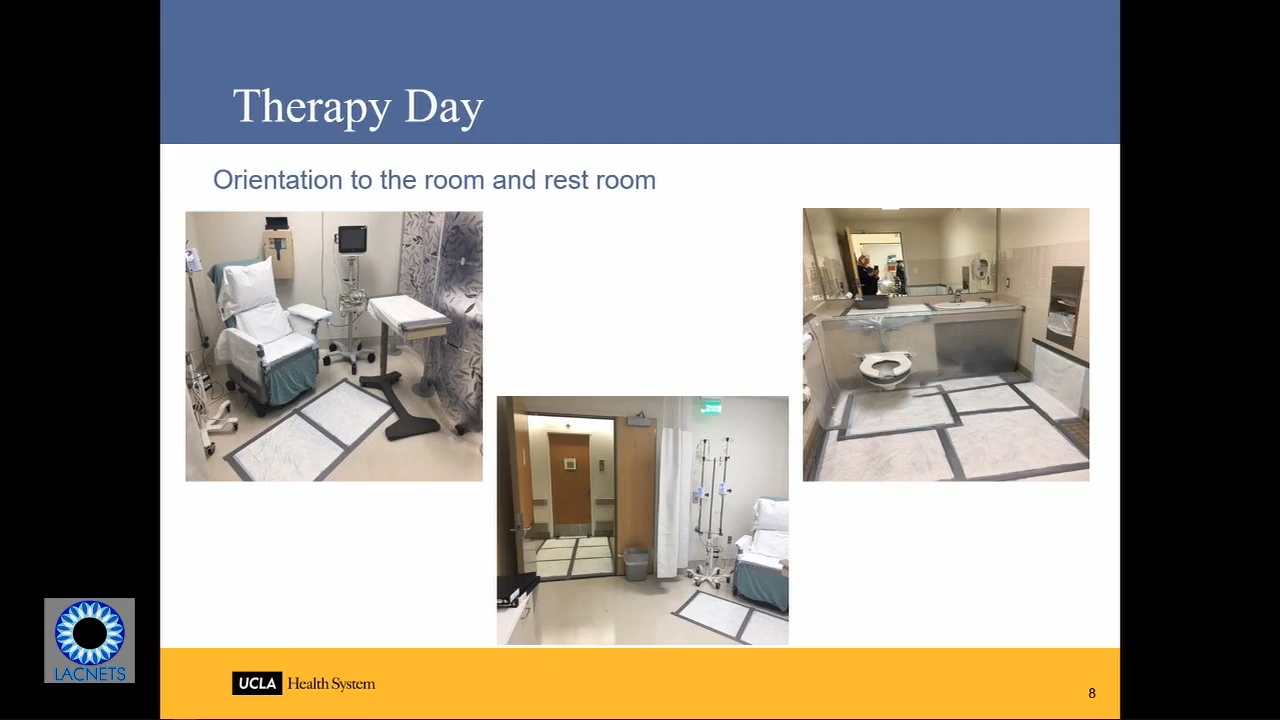 Therapy Day
Orientation to the room and rest room
LACNETS
UCLA Health System
8